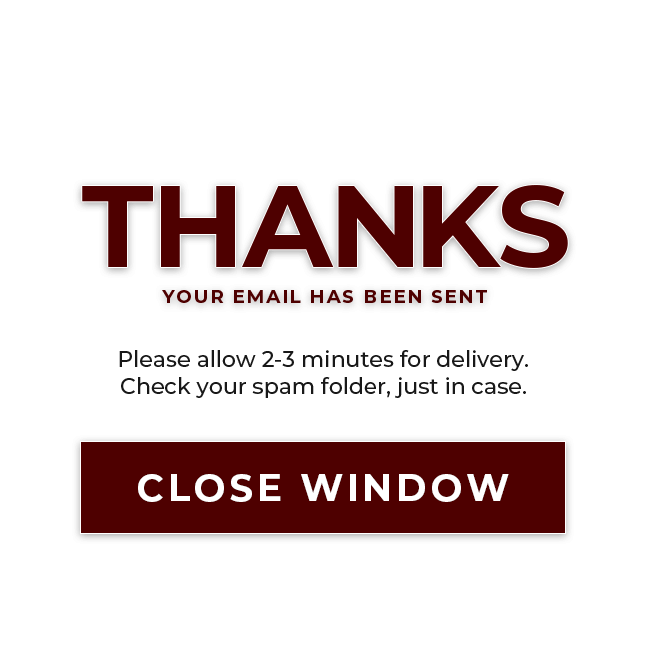 THANKS
YOUR EMAIL HAS BEEN SENT
Please allow 2-3 minutes for delivery.
Check your spam folder, just in case.
CLOSE WINDOW